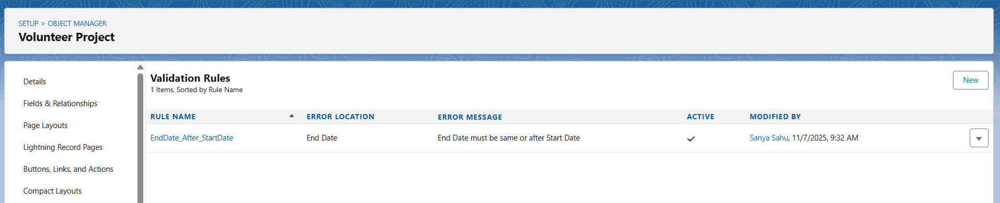 SETUP > OBJECT MANAGER
Volunteer Project
Details
Fields & Relationships
Page Layouts
Lightning Record Pages
Buttons, Links, and Actions
Compact Layouts
Validation Rules
1 Items, Sorted by Rule Name
New
RULE NAME ERROR LOCATION ERROR MESSAGE ACTIVE MODIFIED BY
EndDate_After_StartDate End Date End Date must be same or after Start Date Sanya Sahu, 11/7/2025, 9:32 AM